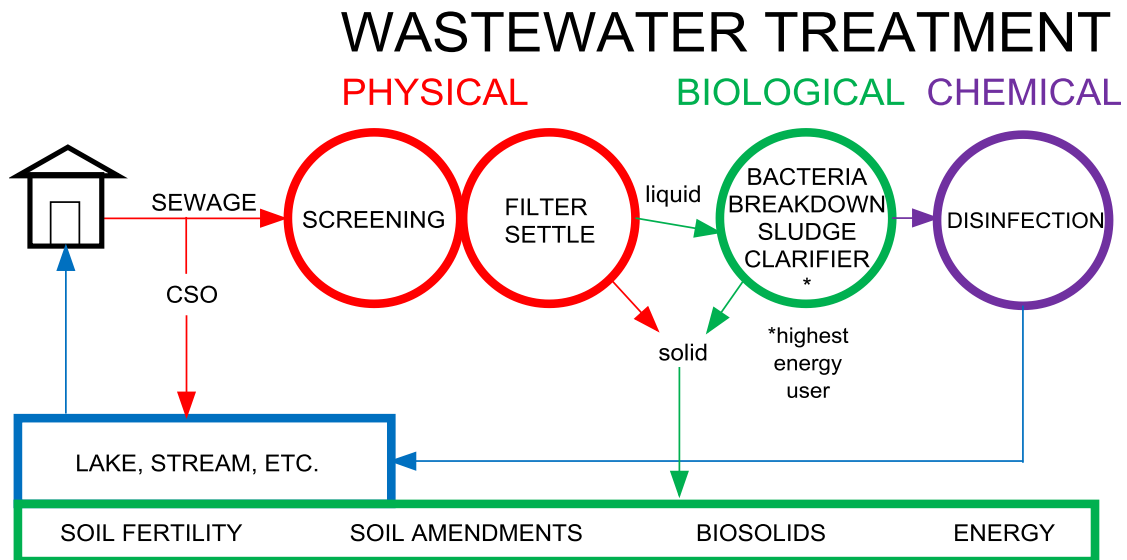 WASTEWATER TREATMENT
PHYSICAL
BIOLOGICAL
CHEMICAL
SEWAGE
SCREENING
FILTER
SETTLE
liquid
BACTERIA
BREAKDOWN
SLUDGE
CLARIFIER
*
DISINFECTION
CSO
solid
*highest
energy
user
LAKE, STREAM, ETC.
SOIL FERTILITY
SOIL AMENDMENTS
BIOSOLIDS
ENERGY